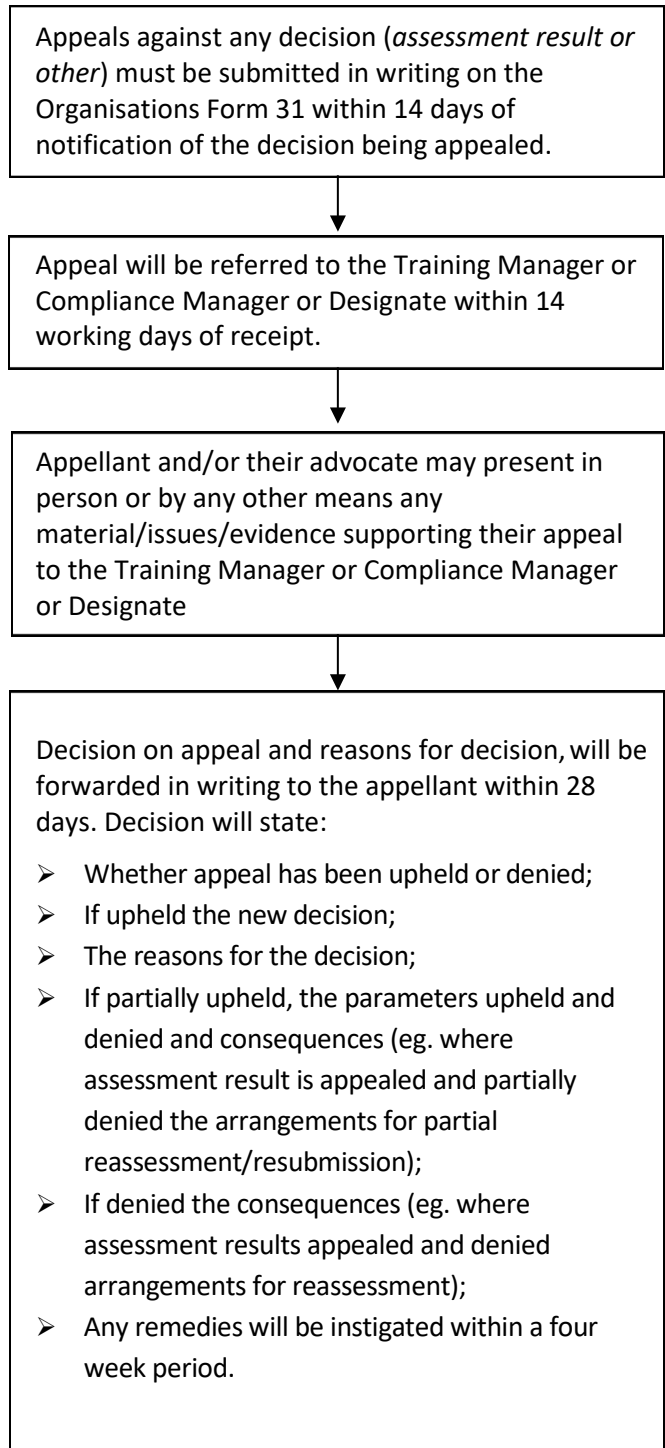 Appeals against any decision (assessment result or
other) must be submitted in writing on the
Organisations Form 31 within 14 days of
notification of the decision being appealed.
Appeal will be referred to the Training Manager or
Compliance Manager or Designate within 14
working days of receipt.
Appellant and/or their advocate may present in
person or by any other means any
material/issues/evidence supporting their appeal
to the Training Manager or Compliance Manager
or Designate
Decision on appeal and reasons for decision, will be
forwarded in writing to the appellant within 28
days. Decision will state:
➢ Whether appeal has been upheld or denied;
➢ If upheld the new decision;
➢ The reasons for the decision;
➢ If partially upheld, the parameters upheld and
denied and consequences (eg. where
assessment result is appealed and partially
denied the arrangements for partial
reassessment/resubmission);
➢ If denied the consequences (eg. where
assessment results appealed and denied
arrangements for reassessment);
➢ Any remedies will be instigated within a four
week period.